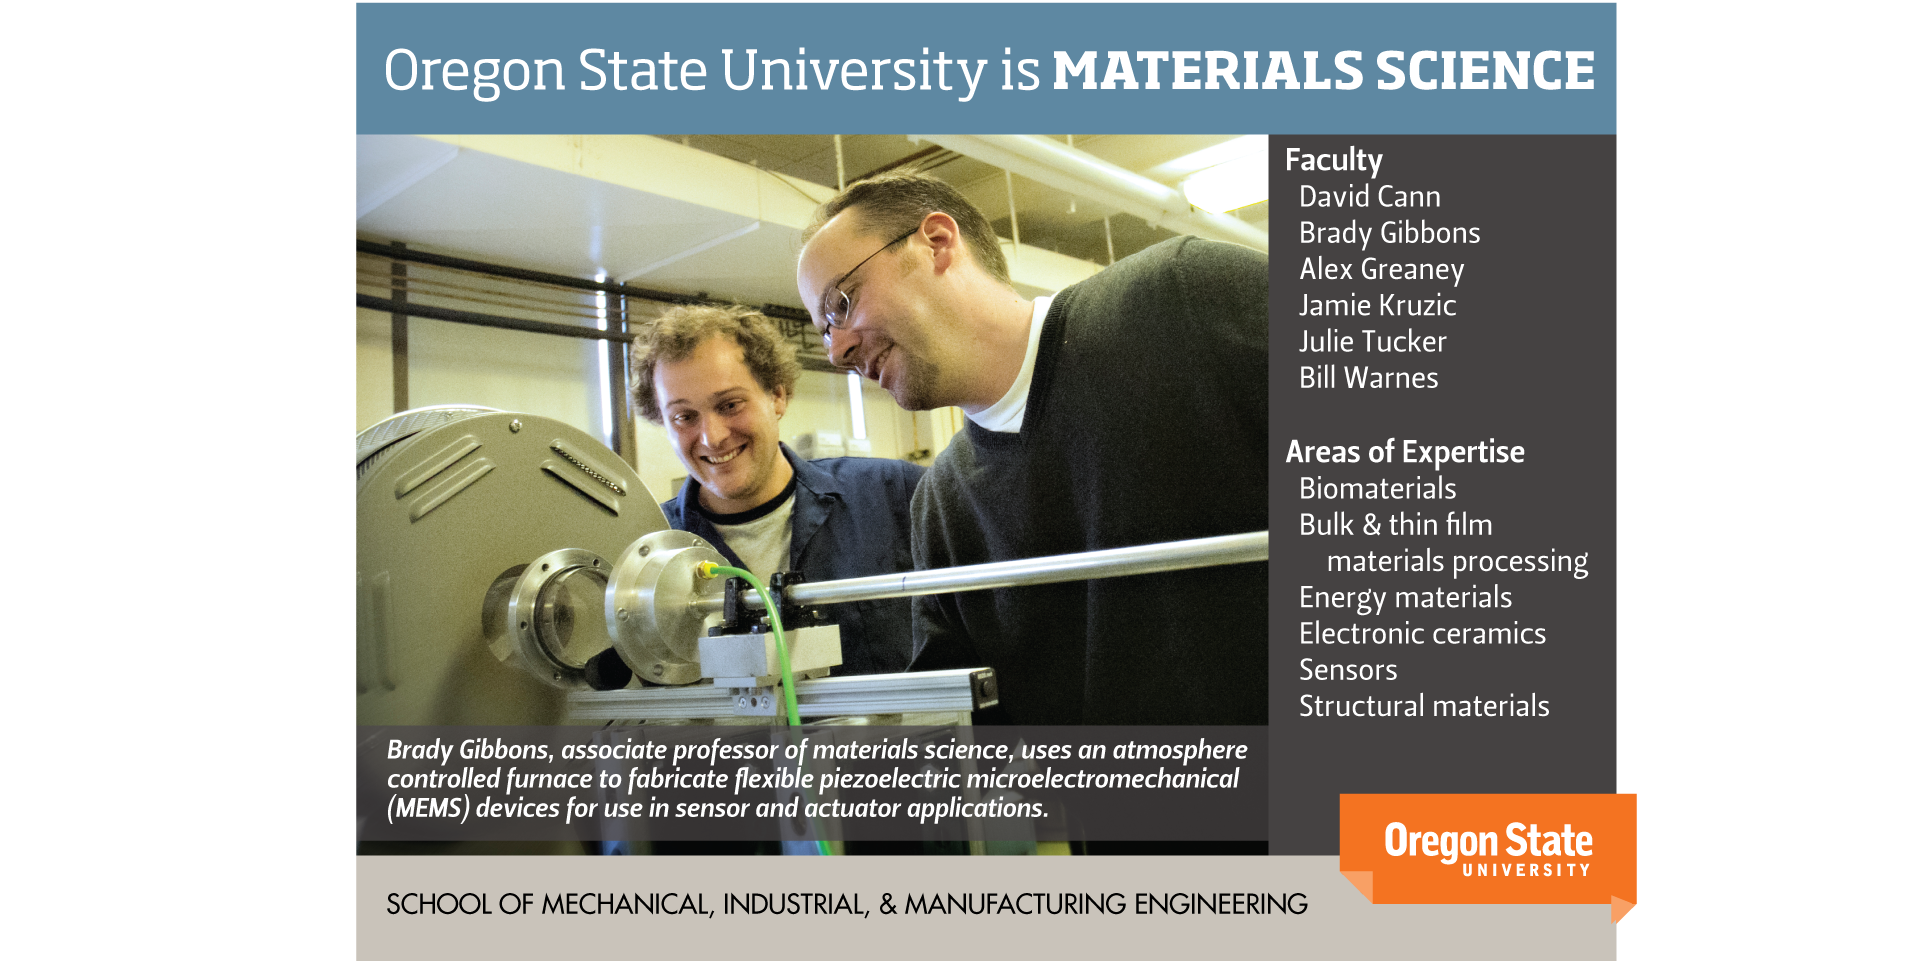 Oregon State University is MATERIALS SCIENCE
Faculty
David Cann
Brady Gibbons
Alex Greaney
Jamie Kruzic
Julie Tucker
Bill Warnes
Areas of Expertise
Biomaterials
Bulk & thin film
materials processing
Energy materials
Electronic ceramics
Sensors
Structural materials
Brady Gibbons, associate professor of materials science, uses an atmosphere
controlled furnace to fabricate flexible piezoelectric microelectromechanical
(MEMS) devices for use in sensor and actuator applications.
Oregon State
UNIVERSITY
SCHOOL OF MECHANICAL, INDUSTRIAL, & MANUFACTURING ENGINEERING